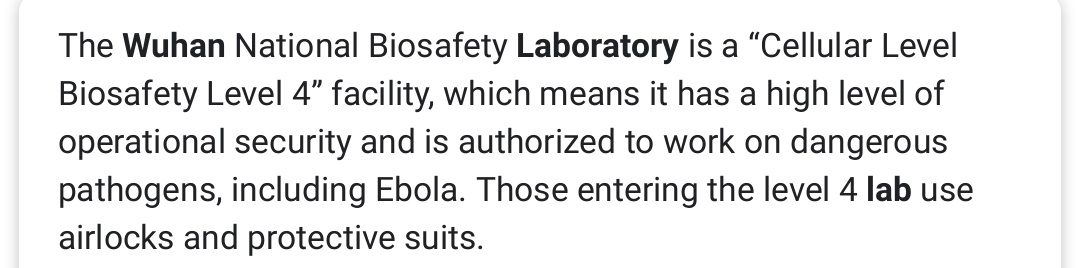 The Wuhan National Biosafety Laboratory is a “Cellular Level
Biosafety Level 4” facility, which means it has a high level of
operational security and is authorized to work on dangerous
pathogens, including Ebola. Those entering the level 4 lab use
airlocks and protective suits.